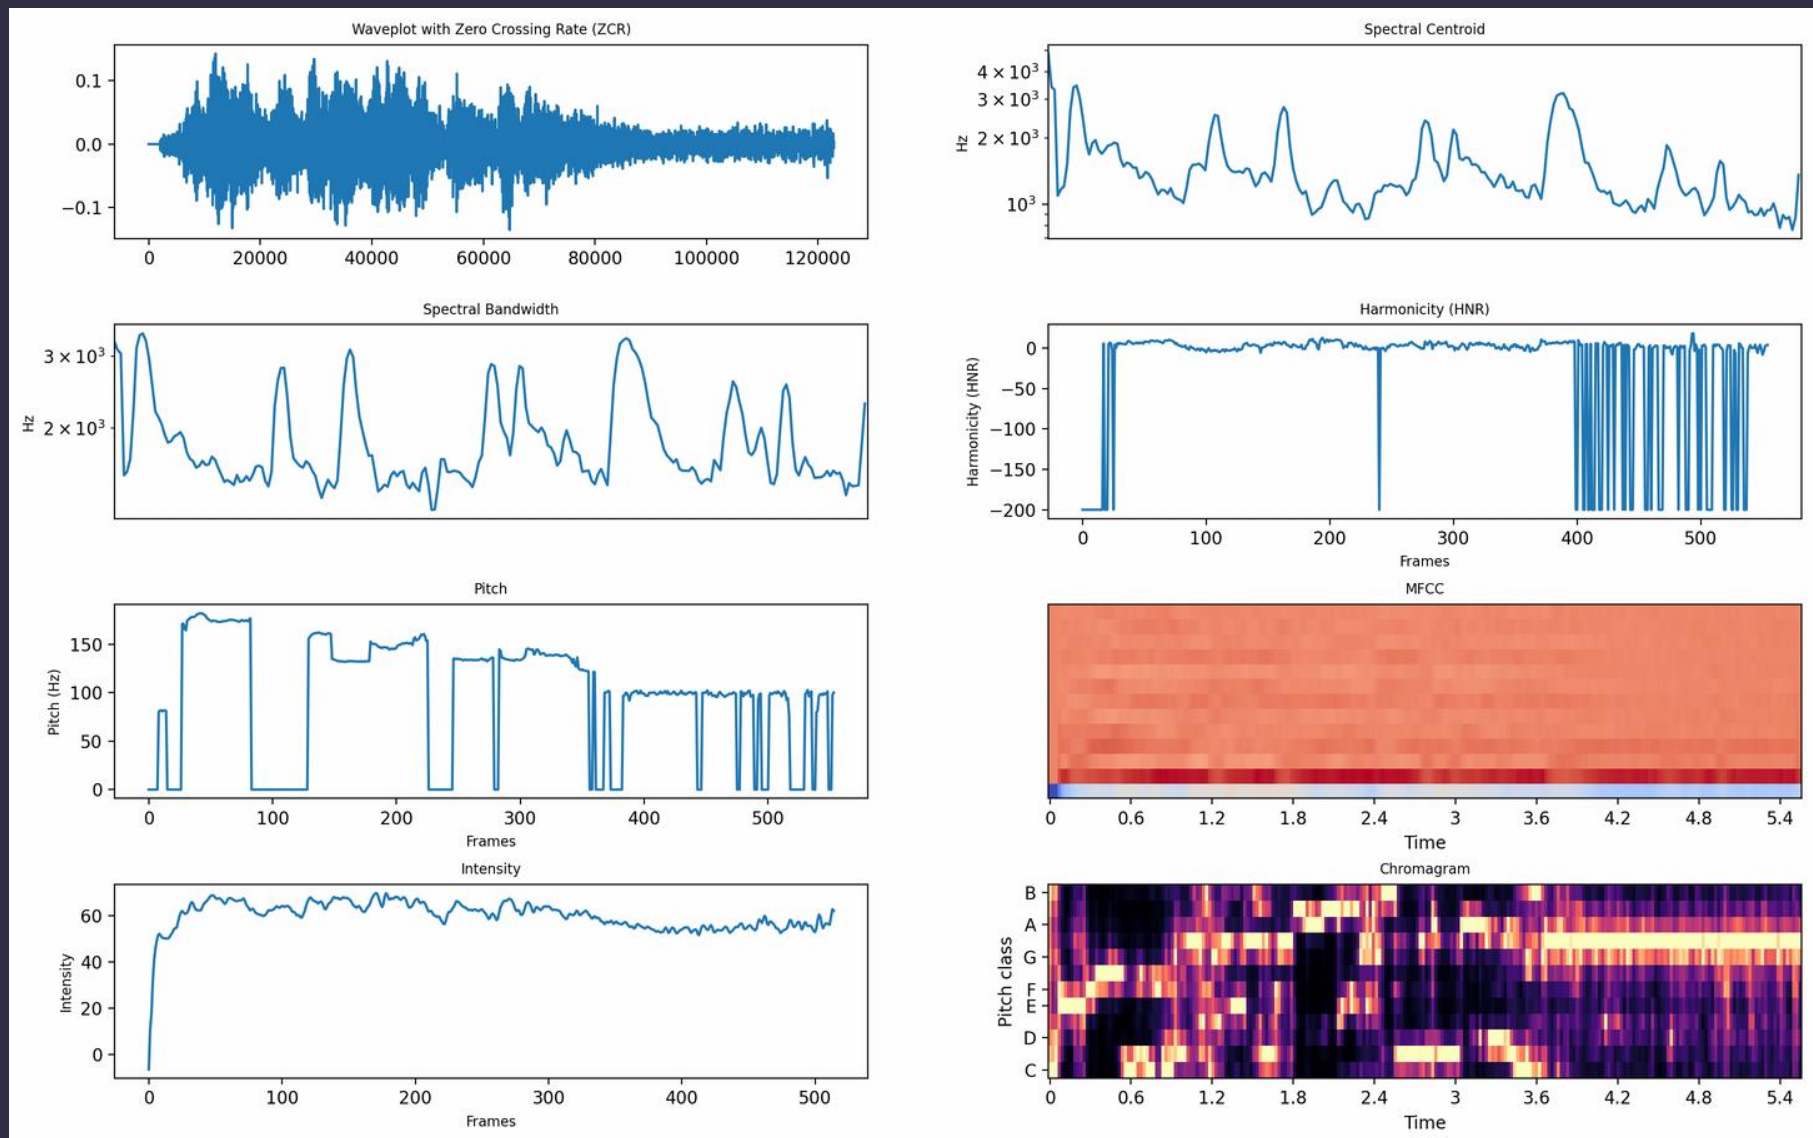 Waveplot with Zero Crossing Rate (ZCR)
0.1
0.0
−0.1
0 20000 40000 60000 80000 100000 120000
Spectral Centroid
Hz
4 × 10³
3 × 10³
2 × 10³
10³
Spectral Bandwidth
Hz
3 × 10³
2 × 10³
Harmonicity (HNR)
Harmonicity (HNR)
0
−50
−100
−150
−200
0 100 200 300 400 500
Frames
Pitch
Pitch (Hz)
150
100
50
0
0 100 200 300 400 500
Frames
MFCC
0 0.6 1.2 1.8 2.4 3 3.6 4.2 4.8 5.4
Time
Intensity
Intensity
60
40
20
0
0 100 200 300 400 500
Frames
Chromagram
Pitch class
B
A
G
F
E
D
C
0 0.6 1.2 1.8 2.4 3 3.6 4.2 4.8 5.4
Time